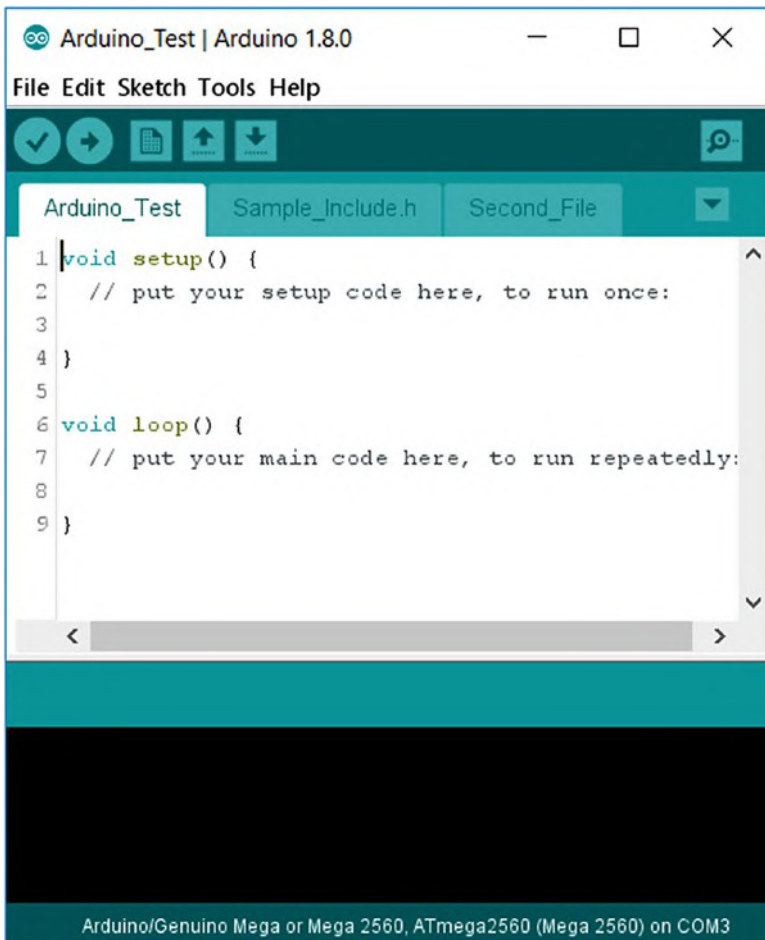 Arduino_Test | Arduino 1.8.0
File Edit Sketch Tools Help
Arduino_Test Sample_Include.h Second_File
1 void setup() {
2   // put your setup code here, to run once:
3
4 }
5
6 void loop() {
7   // put your main code here, to run repeatedly:
8
9 }
Arduino/Genuino Mega or Mega 2560, ATmega2560 (Mega 2560) on COM3